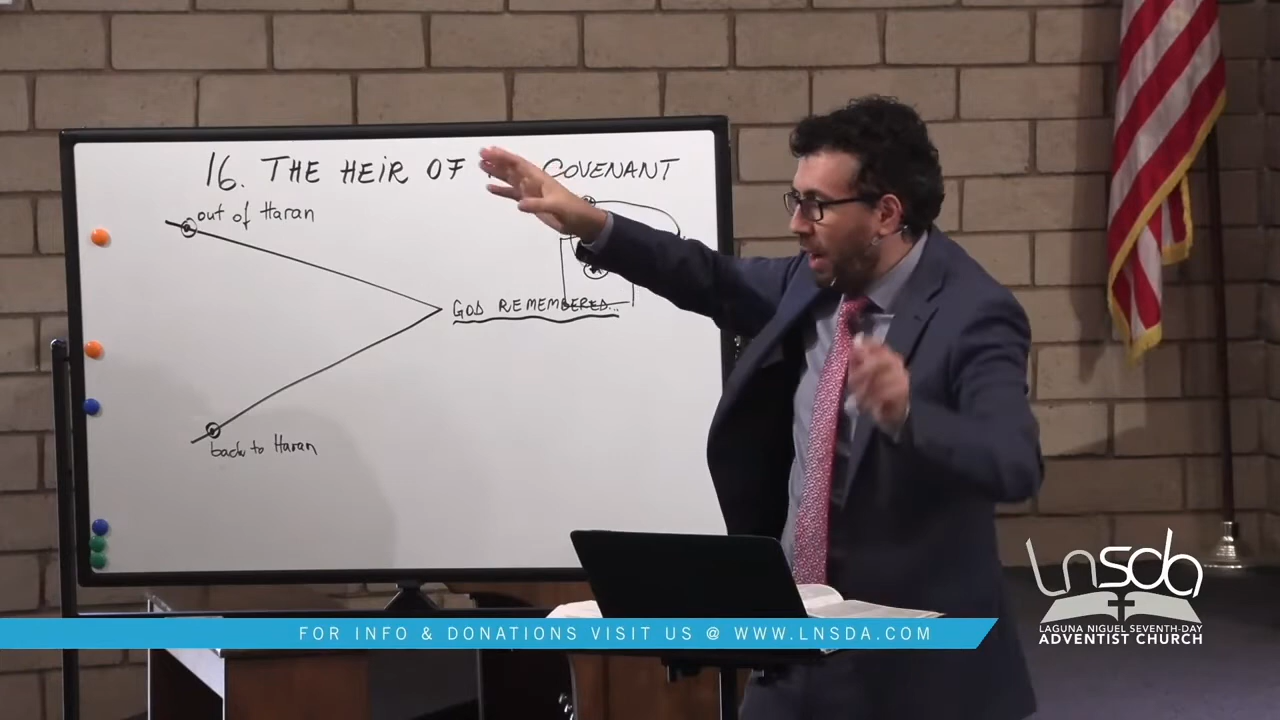 16. THE HEIR OF COVENANT
out of Haran
GOD REMEMBERED...
back to Haran
FOR INFO & DONATIONS VISIT US @ WWW.LNSDA.COM
LNSDA
LAGUNA NIGUEL SEVENTH-DAY
ADVENTIST CHURCH